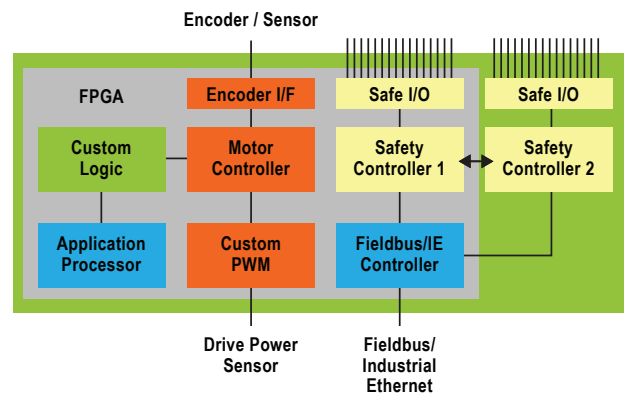 Encoder / Sensor
FPGA
Encoder I/F
Safe I/O
Safe I/O
Custom
Logic
Motor
Controller
Safety
Controller 1
Safety
Controller 2
Application
Processor
Custom
PWM
Fieldbus/IE
Controller
Drive Power
Sensor
Fieldbus/
Industrial
Ethernet